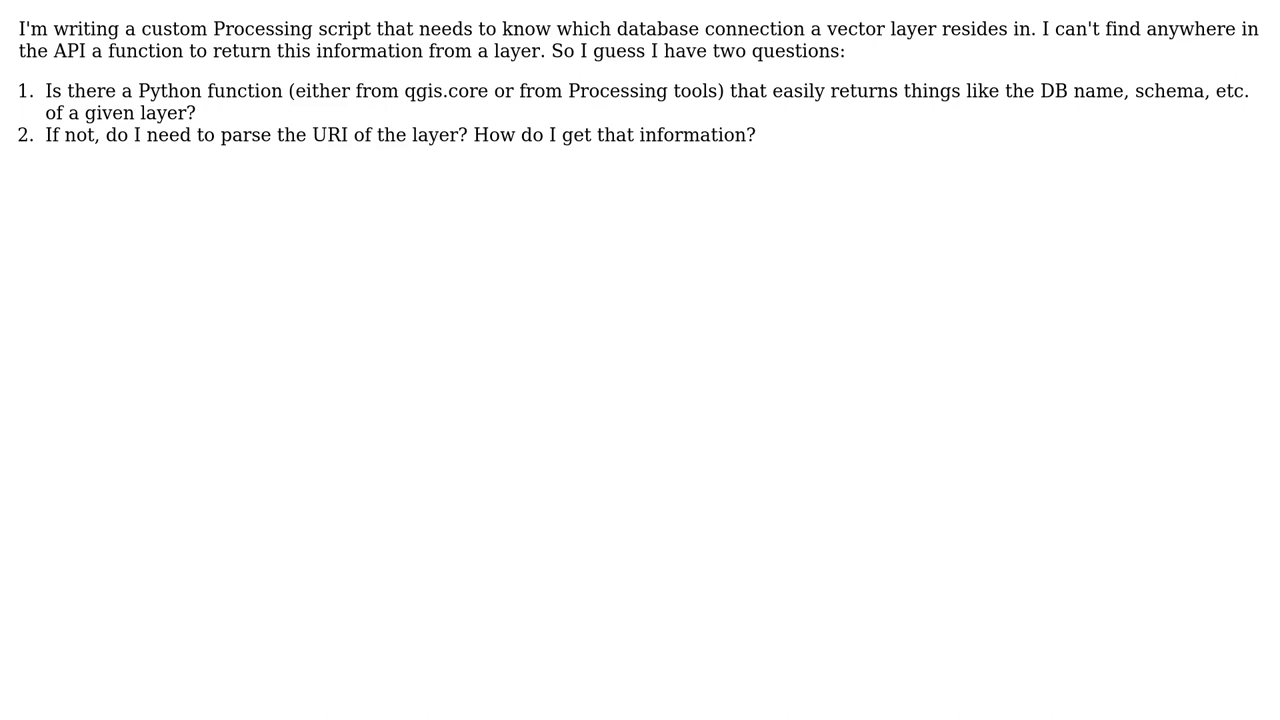 I'm writing a custom Processing script that needs to know which database connection a vector layer resides in. I can't find anywhere in
the API a function to return this information from a layer. So I guess I have two questions:
1. Is there a Python function (either from qgis.core or from Processing tools) that easily returns things like the DB name, schema, etc.
of a given layer?
2. If not, do I need to parse the URI of the layer? How do I get that information?